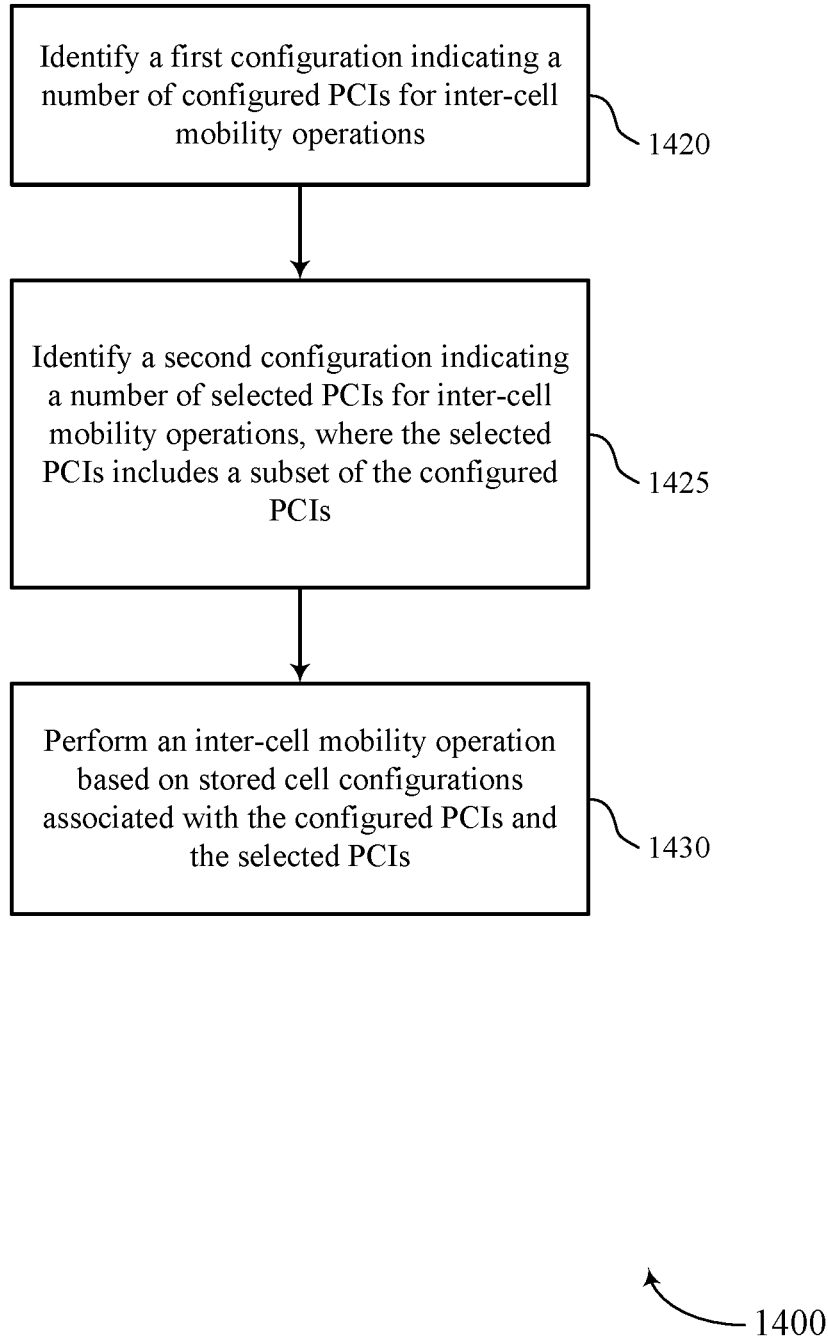 Identify a first configuration indicating a
number of configured PCIs for inter-cell
mobility operations
1420
Identify a second configuration indicating
a number of selected PCIs for inter-cell
mobility operations, where the selected
PCIs includes a subset of the configured
PCIs
1425
Perform an inter-cell mobility operation
based on stored cell configurations
associated with the configured PCIs and
the selected PCIs
1430
1400